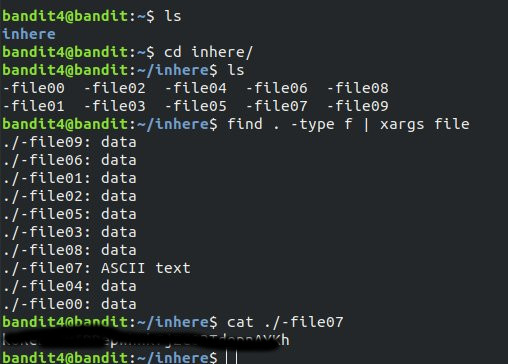 bandit4@bandit:~$ ls
inhere
bandit4@bandit:~$ cd inhere/
bandit4@bandit:~/inhere$ ls
-file00  -file02  -file04  -file06  -file08
-file01  -file03  -file05  -file07  -file09
bandit4@bandit:~/inhere$ find . -type f | xargs file
./-file09: data
./-file06: data
./-file01: data
./-file02: data
./-file05: data
./-file03: data
./-file08: data
./-file07: ASCII text
./-file04: data
./-file00: data
bandit4@bandit:~/inhere$ cat ./-file07
bandit4@bandit:~/inhere$